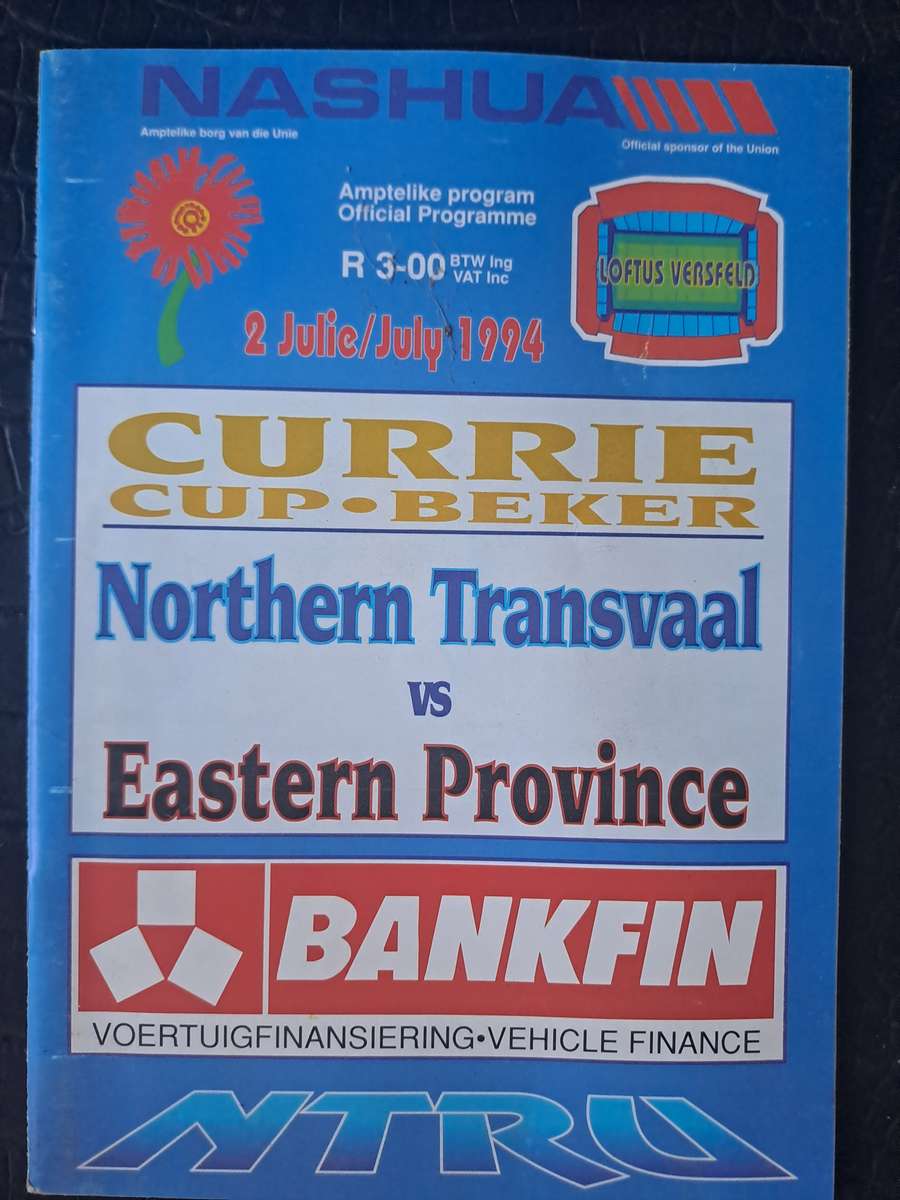 NASHUA
Amptelike borg van die Unie
Official sponsor of the Union
Amptelike program
Official Programme
R 3-00 BTW Ing
VAT Inc
LOFTUS VERSFELD
2 Julie/July 1994
CURRIE
CUP•BEKER
Northern Transvaal
vs
Eastern Province
BANKFIN
VOERTUIGFINANSIERING•VEHICLE FINANCE
NTRU